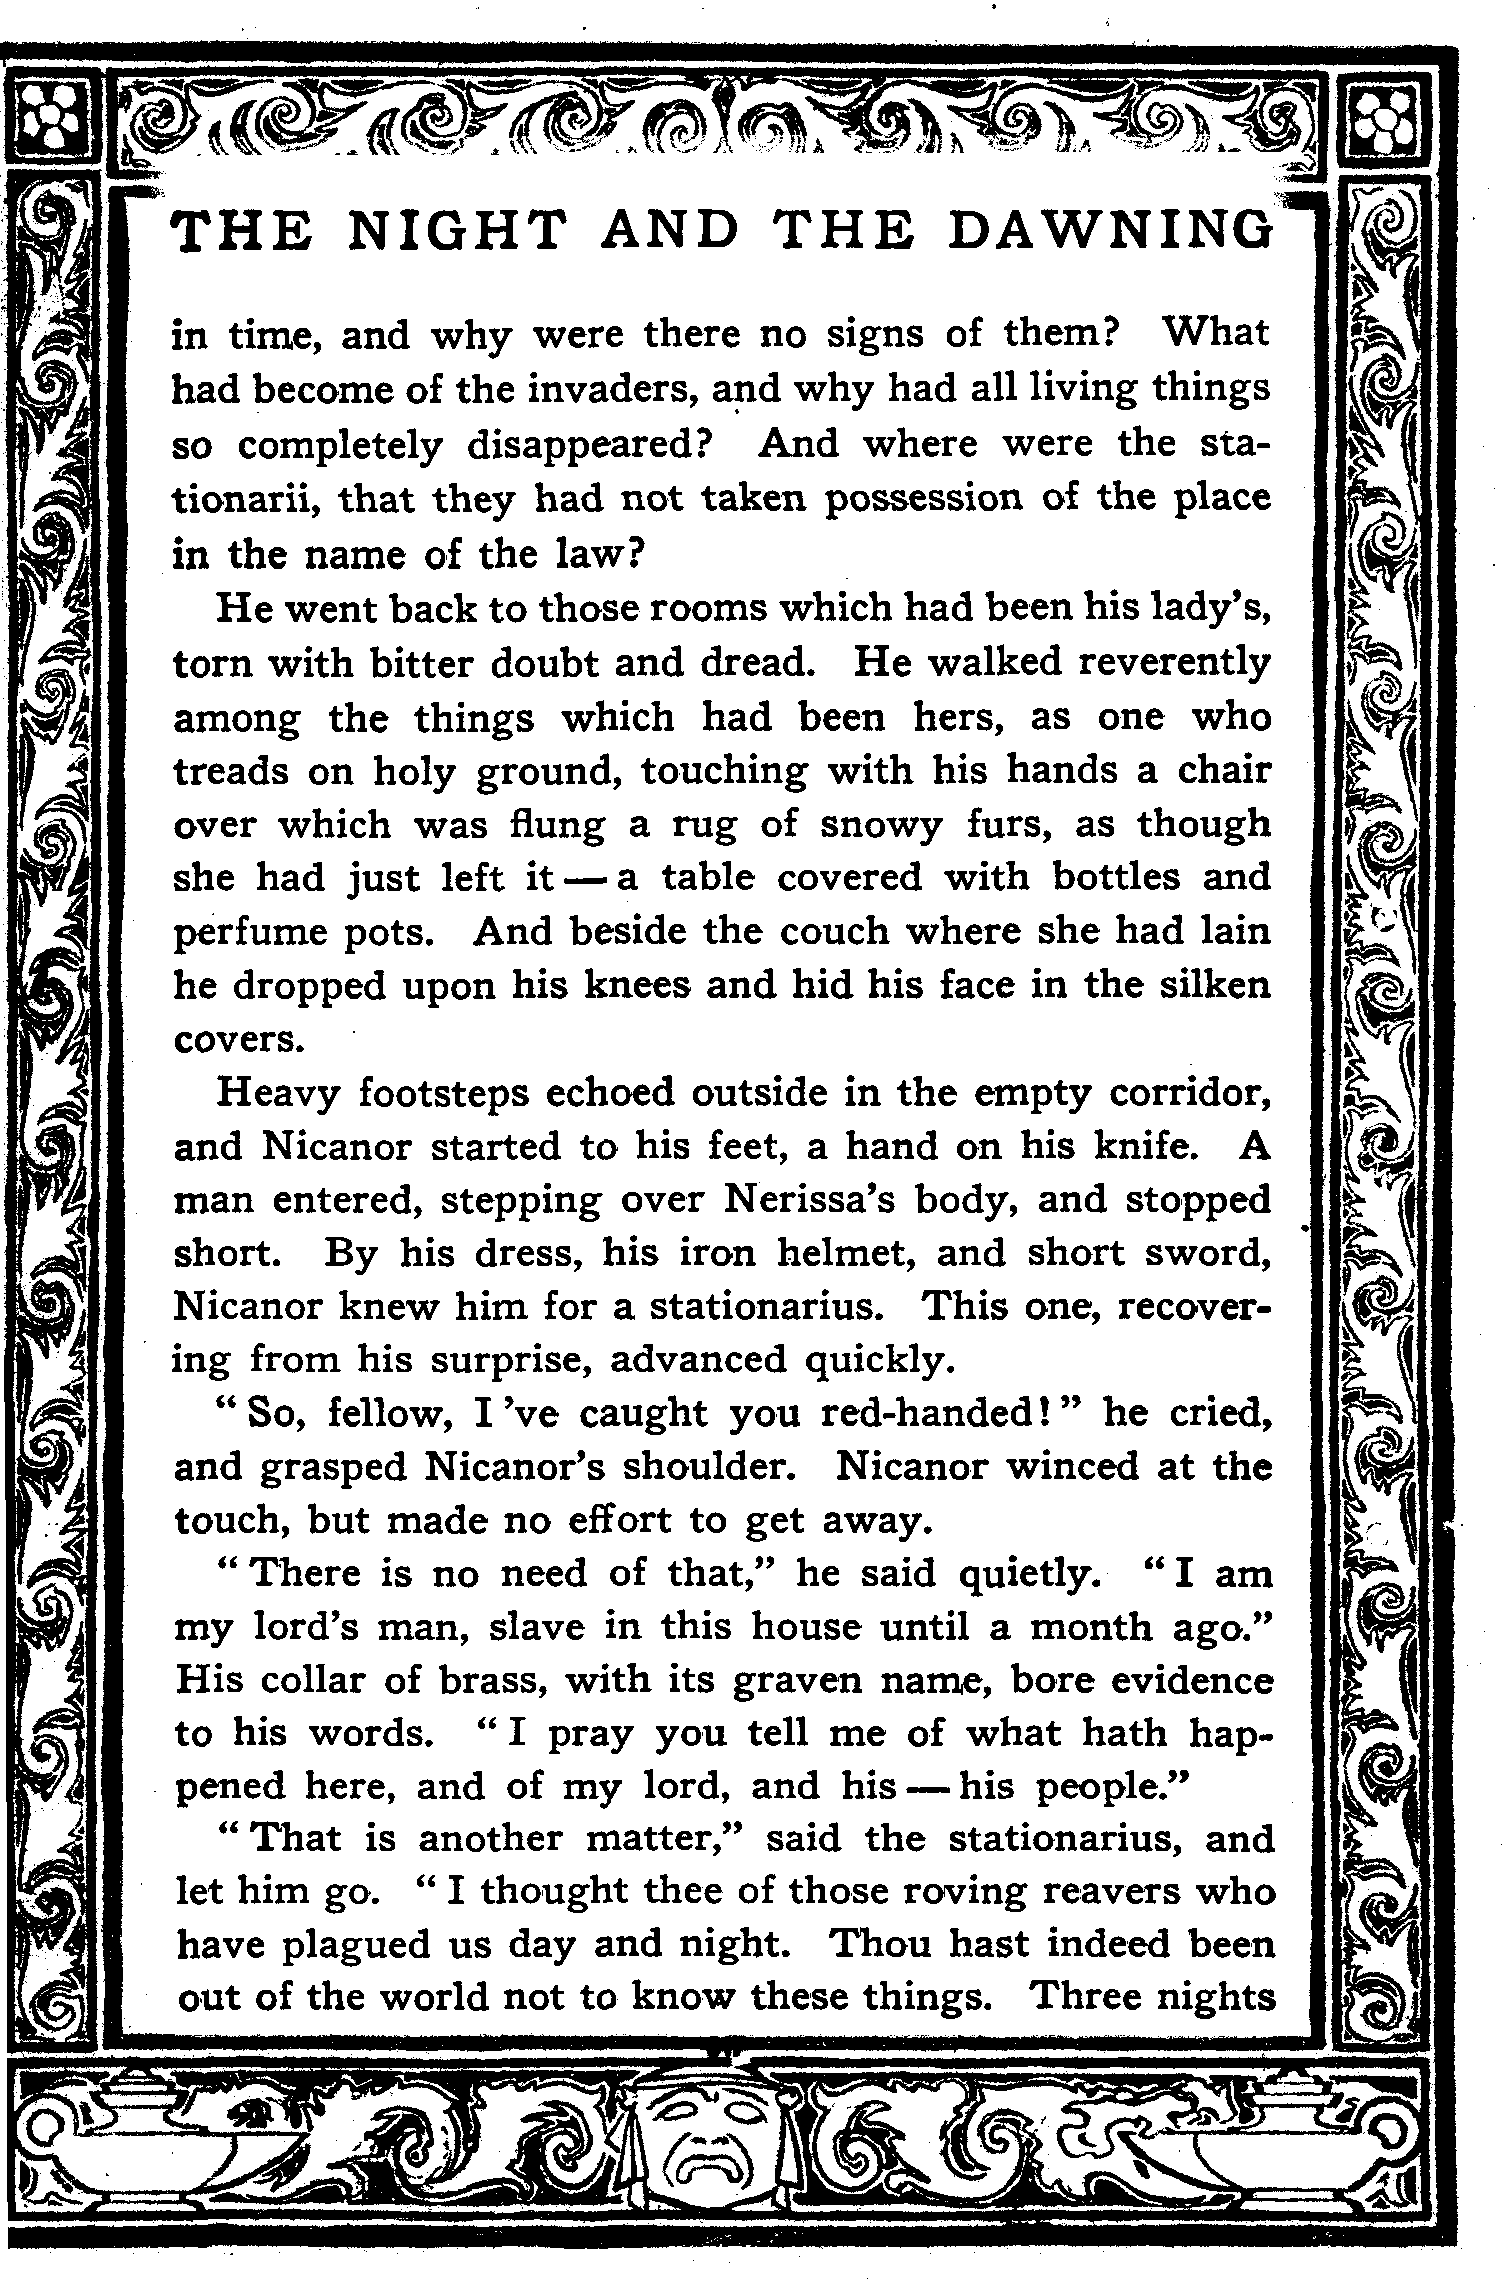 THE NIGHT AND THE DAWNING
in time, and why were there no signs of them? What
had become of the invaders, and why had all living things
so completely disappeared? And where were the sta-
tionarii, that they had not taken possession of the place
in the name of the law?
He went back to those rooms which had been his lady's,
torn with bitter doubt and dread. He walked reverently
among the things which had been hers, as one who
treads on holy ground, touching with his hands a chair
over which was flung a rug of snowy furs, as though
she had just left it — a table covered with bottles and
perfume pots. And beside the couch where she had lain
he dropped upon his knees and hid his face in the silken
covers.
Heavy footsteps echoed outside in the empty corridor,
and Nicanor started to his feet, a hand on his knife. A
man entered, stepping over Nerissa's body, and stopped
short. By his dress, his iron helmet, and short sword,
Nicanor knew him for a stationarius. This one, recover-
ing from his surprise, advanced quickly.
“ So, fellow, I 've caught you red-handed! ” he cried,
and grasped Nicanor's shoulder. Nicanor winced at the
touch, but made no effort to get away.
“ There is no need of that,” he said quietly. “ I am
my lord's man, slave in this house until a month ago.”
His collar of brass, with its graven name, bore evidence
to his words. “ I pray you tell me of what hath hap-
pened here, and of my lord, and his — his people.”
“ That is another matter,” said the stationarius, and
let him go. “ I thought thee of those roving reavers who
have plagued us day and night. Thou hast indeed been
out of the world not to know these things. Three nights